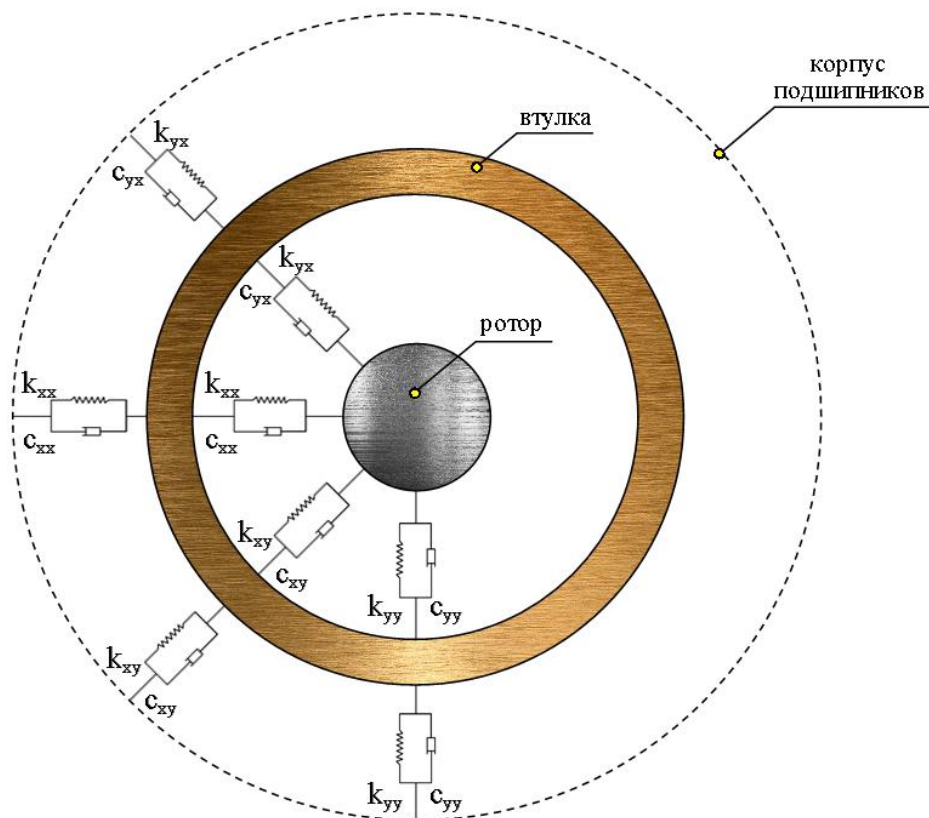 корпус
подшипников
втулка
kyx
cyx
kyx
cyx
ротор
kxx
kxx
cxx
cxx
kxy
cxy
kyy
cyy
kxy
cxy
kyy
cyy